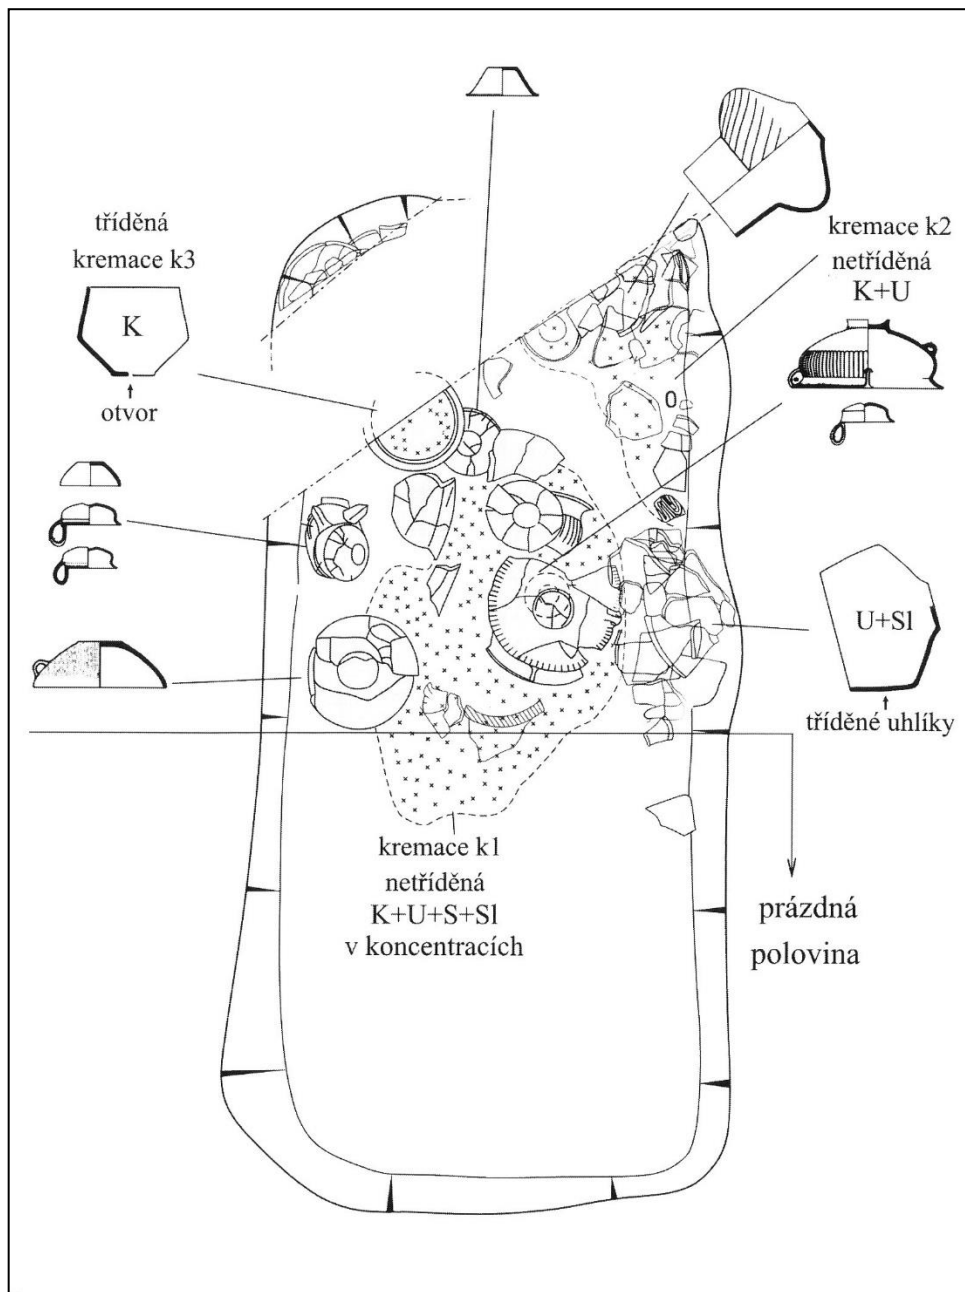 tříděná
kremace k3
K
otvor
kremace k2
netříděná
K+U
U+Sl
tříděné uhlíky
kremace k1
netříděná
K+U+S+Sl
v koncentracích
prázdná
polovina